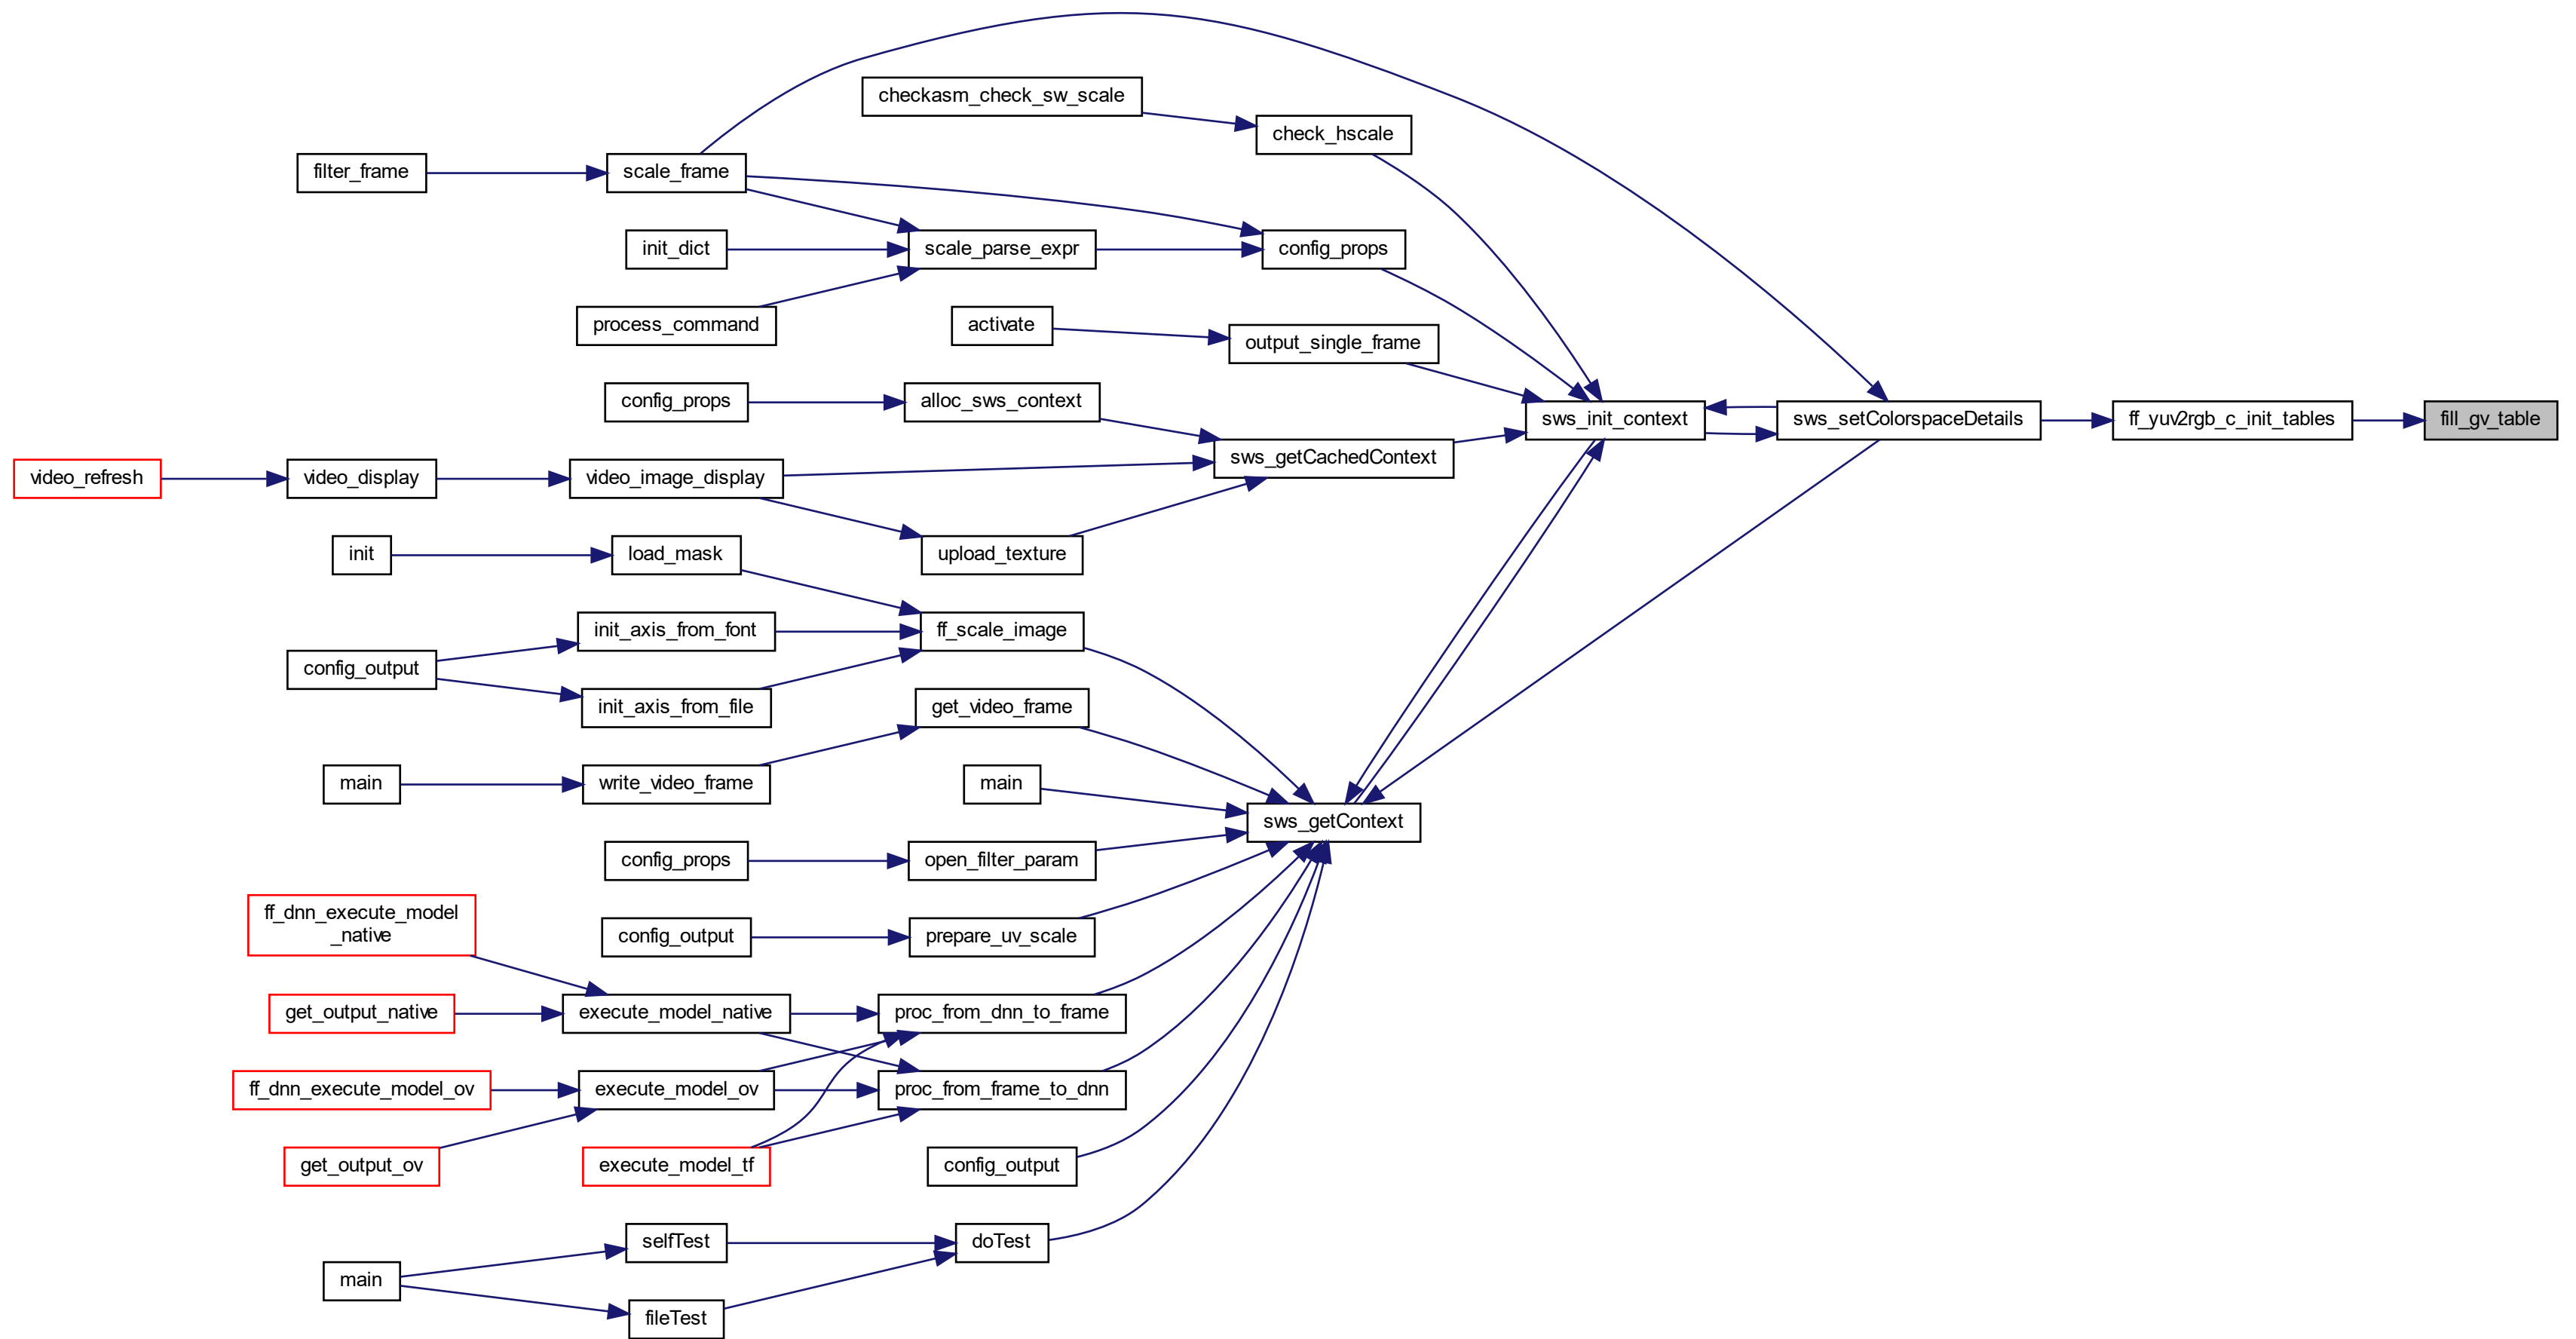 checkasm_check_sw_scale
check_hscale
filter_frame
scale_frame
init_dict
scale_parse_expr
config_props
process_command
activate
output_single_frame
config_props
alloc_sws_context
sws_init_context
sws_setColorspaceDetails
ff_yuv2rgb_c_init_tables
fill_gv_table
video_refresh
video_display
video_image_display
sws_getCachedContext
init
load_mask
upload_texture
init_axis_from_font
ff_scale_image
config_output
init_axis_from_file
get_video_frame
main
write_video_frame
main
sws_getContext
config_props
open_filter_param
ff_dnn_execute_model
_native
config_output
prepare_uv_scale
get_output_native
execute_model_native
proc_from_dnn_to_frame
ff_dnn_execute_model_ov
execute_model_ov
proc_from_frame_to_dnn
get_output_ov
execute_model_tf
config_output
selfTest
doTest
main
fileTest